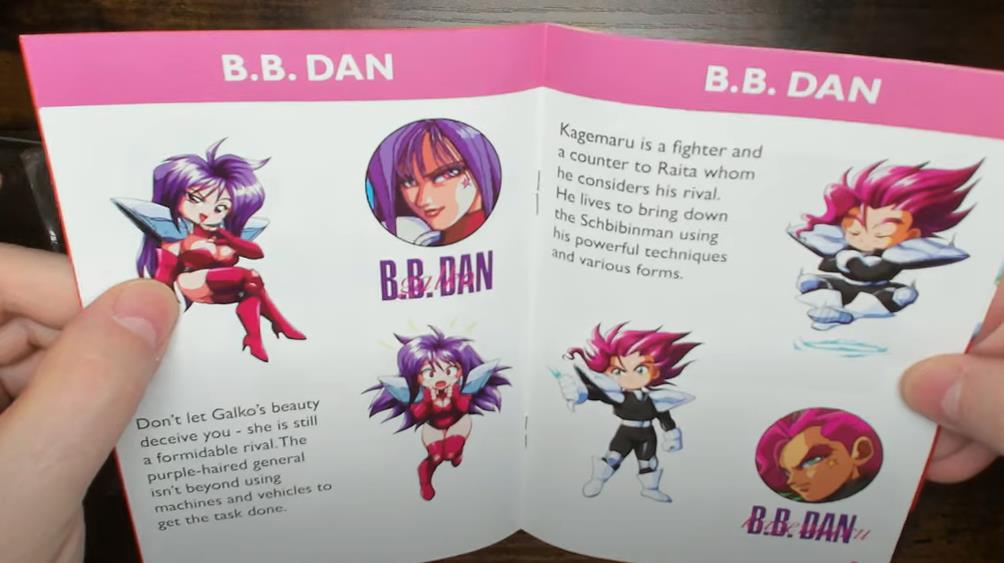 B.B. DAN
B.B. DAN
Galko
Don't let Galko's beauty
deceive you - she is still
a formidable rival. The
purple-haired general
isn't beyond using
machines and vehicles to
get the task done.
B.B. DAN
Kagemaru is a fighter and
a counter to Raita whom
he considers his rival.
He lives to bring down
the Schbibinman using
his powerful techniques
and various forms.
B.B. DAN
Kagemaru